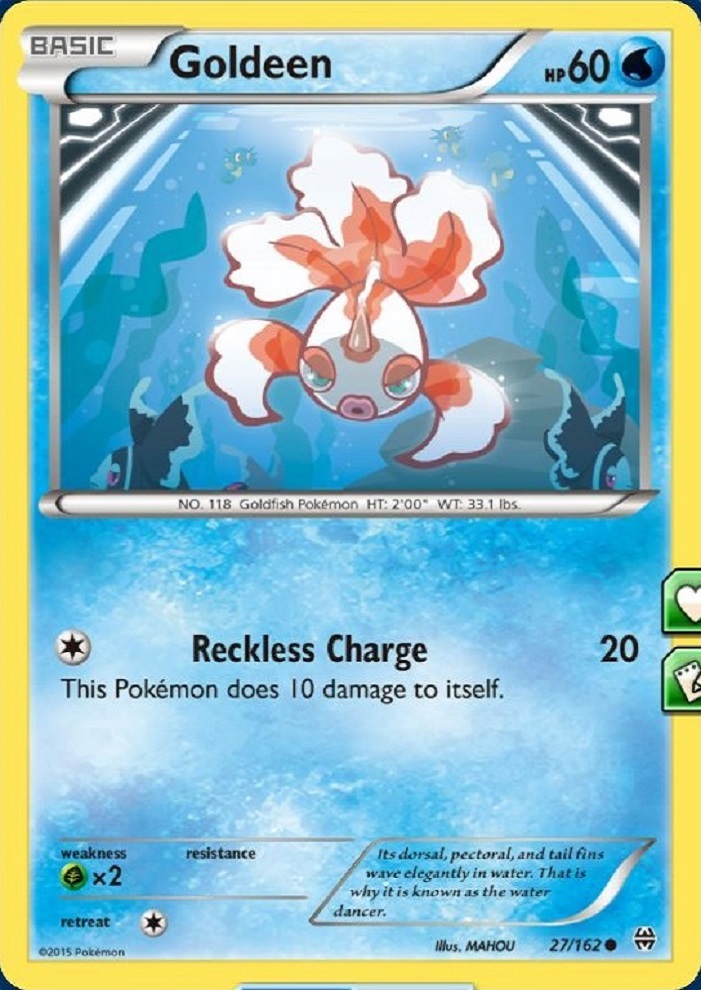 BASIC
Goldeen
HP 60
NO. 118 Goldfish Pokémon HT: 2'00" WT: 33.1 lbs.
Reckless Charge 20
This Pokémon does 10 damage to itself.
weakness resistance
×2
retreat
Its dorsal, pectoral, and tail fins
wave elegantly in water. That is
why it is known as the water
dancer.
©2015 Pokémon
Illus. MAHOU 27/162